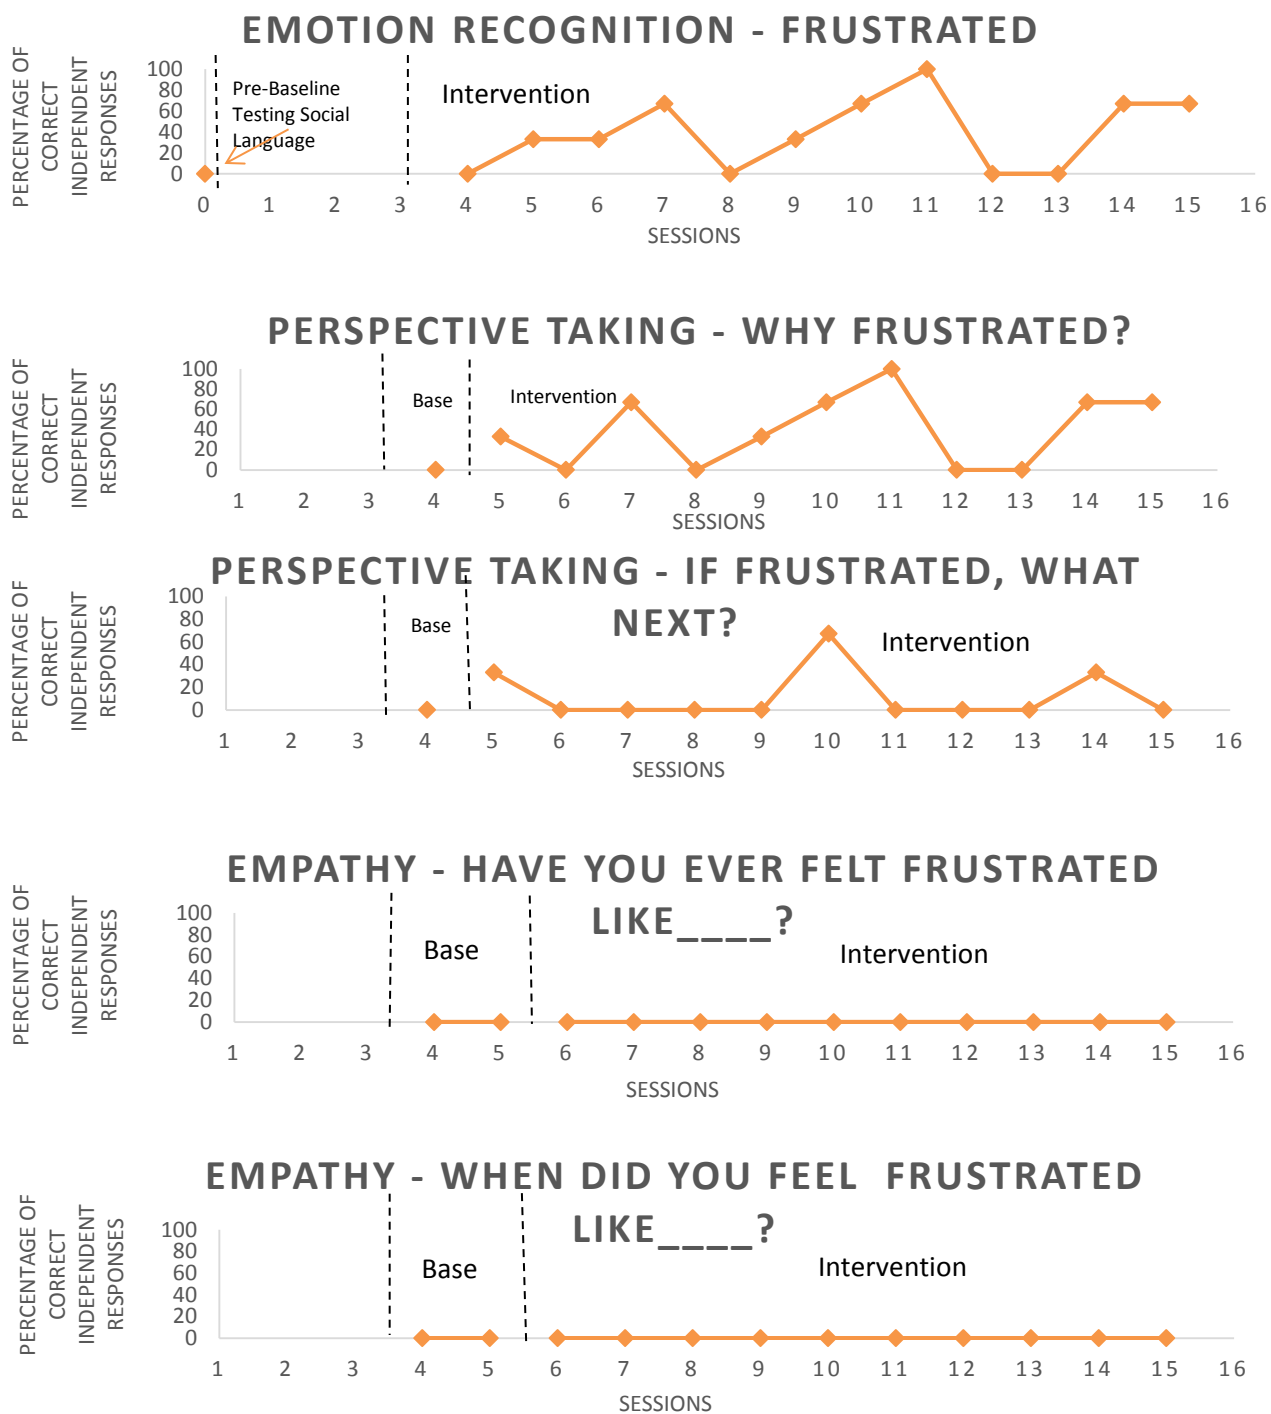 EMOTION RECOGNITION - FRUSTRATED
PERCENTAGE OF
CORRECT
INDEPENDENT
RESPONSES
100
80
60
40
20
0
Pre-Baseline
Testing Social
Language
Intervention
0 1 2 3 4 5 6 7 8 9 10 11 12 13 14 15 16
SESSIONS
PERSPECTIVE TAKING - WHY FRUSTRATED?
PERCENTAGE OF
CORRECT
INDEPENDENT
RESPONSES
100
80
60
40
20
0
Base
Intervention
1 2 3 4 5 6 7 8 9 10 11 12 13 14 15 16
SESSIONS
PERSPECTIVE TAKING - IF FRUSTRATED, WHAT
NEXT?
PERCENTAGE OF
CORRECT
INDEPENDENT
RESPONSES
100
80
60
40
20
0
Base
Intervention
1 2 3 4 5 6 7 8 9 10 11 12 13 14 15 16
SESSIONS
EMPATHY - HAVE YOU EVER FELT FRUSTRATED
LIKE____?
PERCENTAGE OF
CORRECT
INDEPENDENT
RESPONSES
100
80
60
40
20
0
Base
Intervention
1 2 3 4 5 6 7 8 9 10 11 12 13 14 15 16
SESSIONS
EMPATHY - WHEN DID YOU FEEL FRUSTRATED
LIKE____?
PERCENTAGE OF
CORRECT
INDEPENDENT
RESPONSES
100
80
60
40
20
0
Base
Intervention
1 2 3 4 5 6 7 8 9 10 11 12 13 14 15 16
SESSIONS